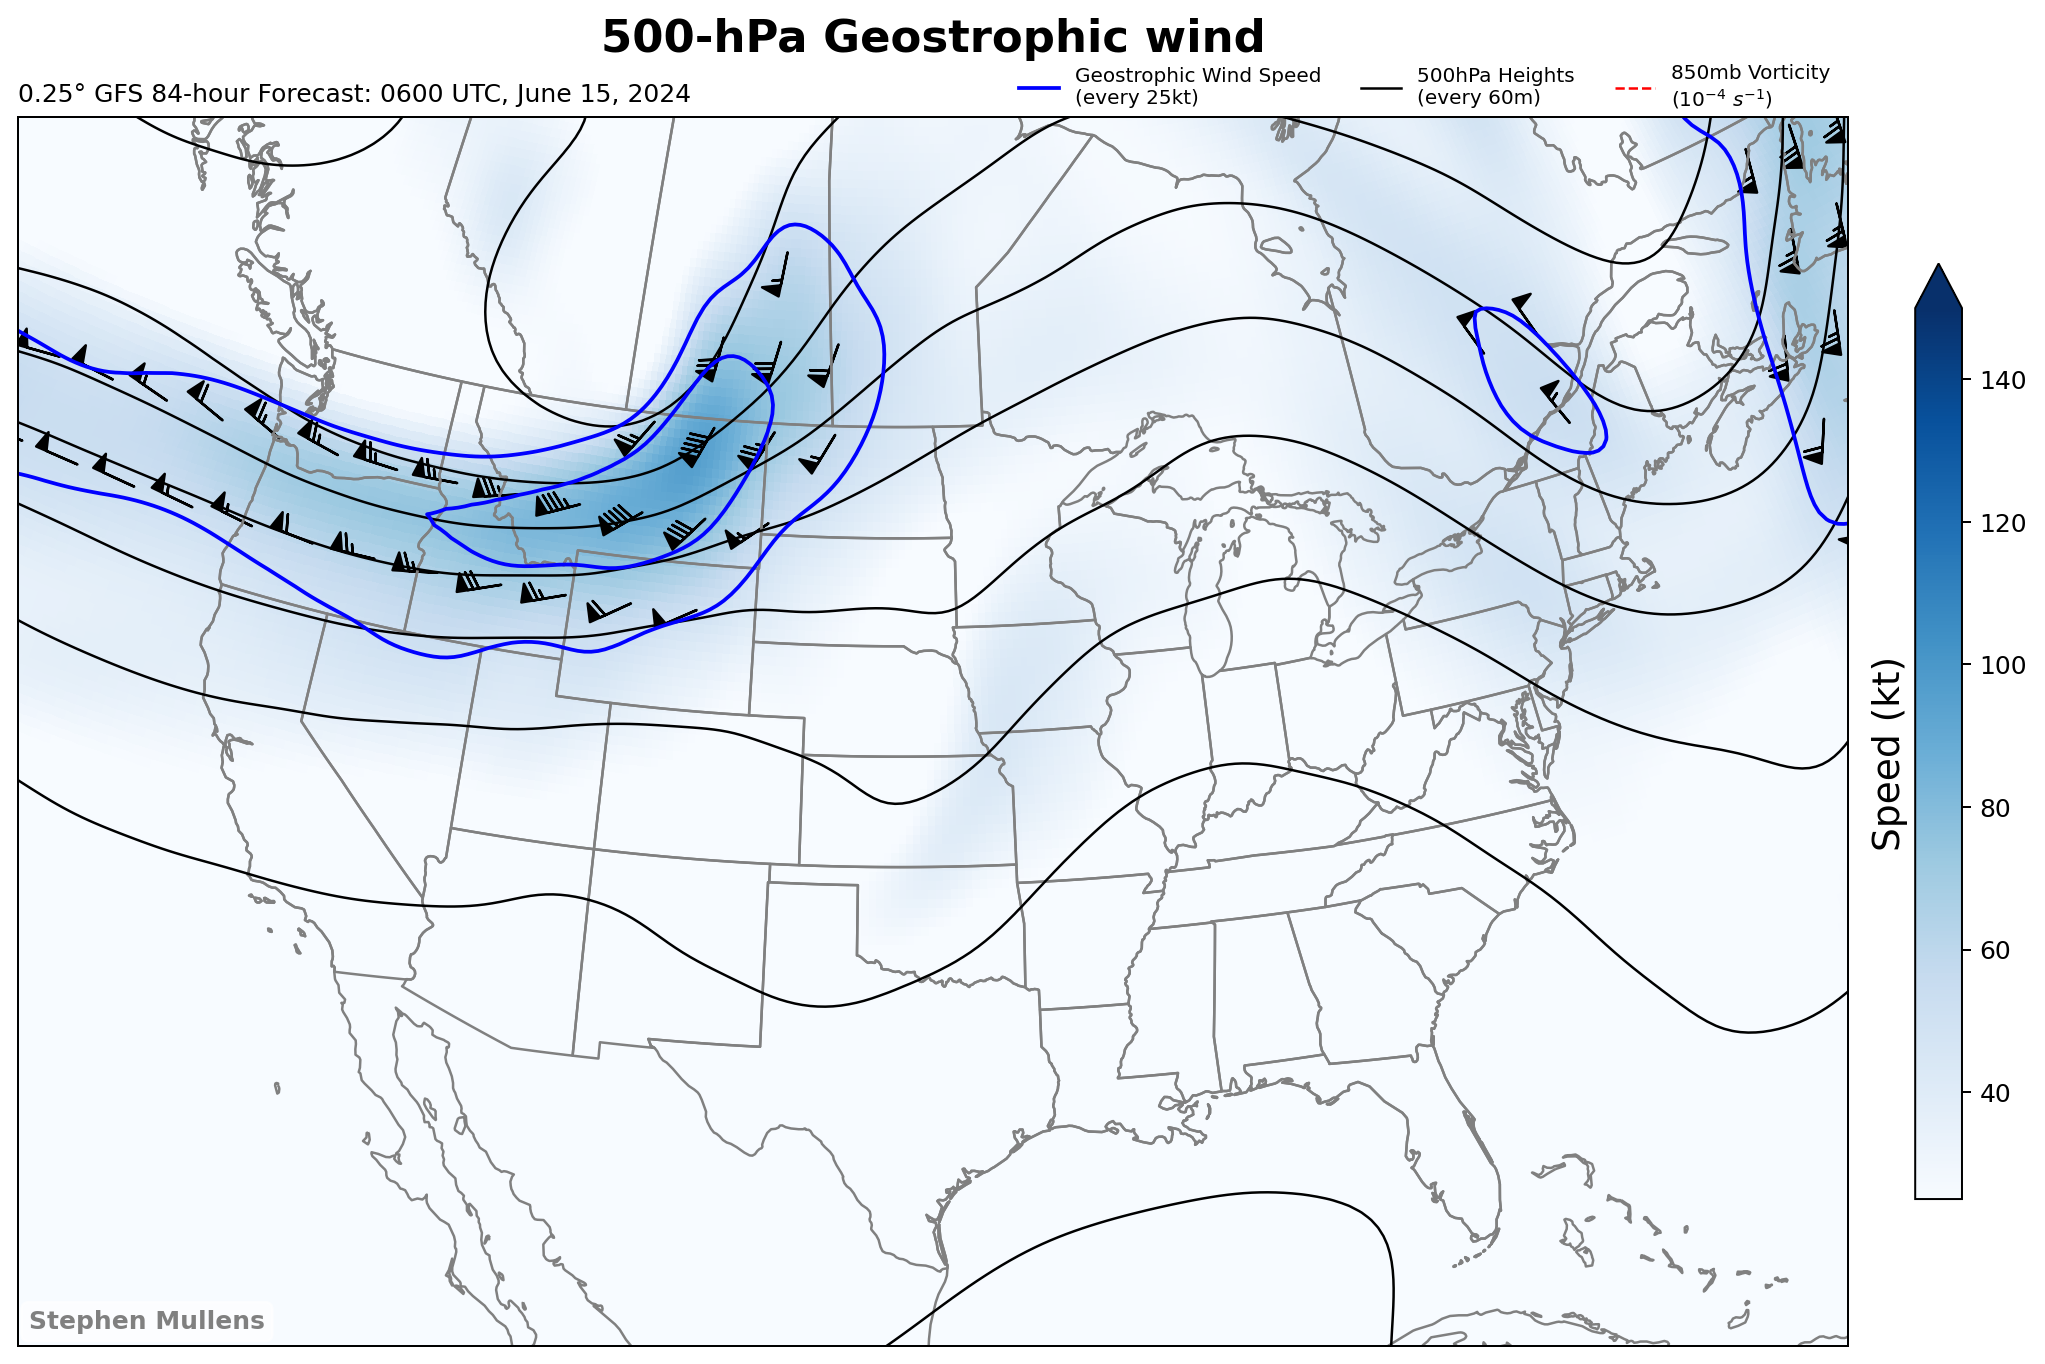 500-hPa Geostrophic wind
0.25° GFS 84-hour Forecast: 0600 UTC, June 15, 2024
Geostrophic Wind Speed
(every 25kt)
500hPa Heights
(every 60m)
850mb Vorticity
(10⁻⁴ s⁻¹)
140
120
100
80
60
40
Speed (kt)
Stephen Mullens